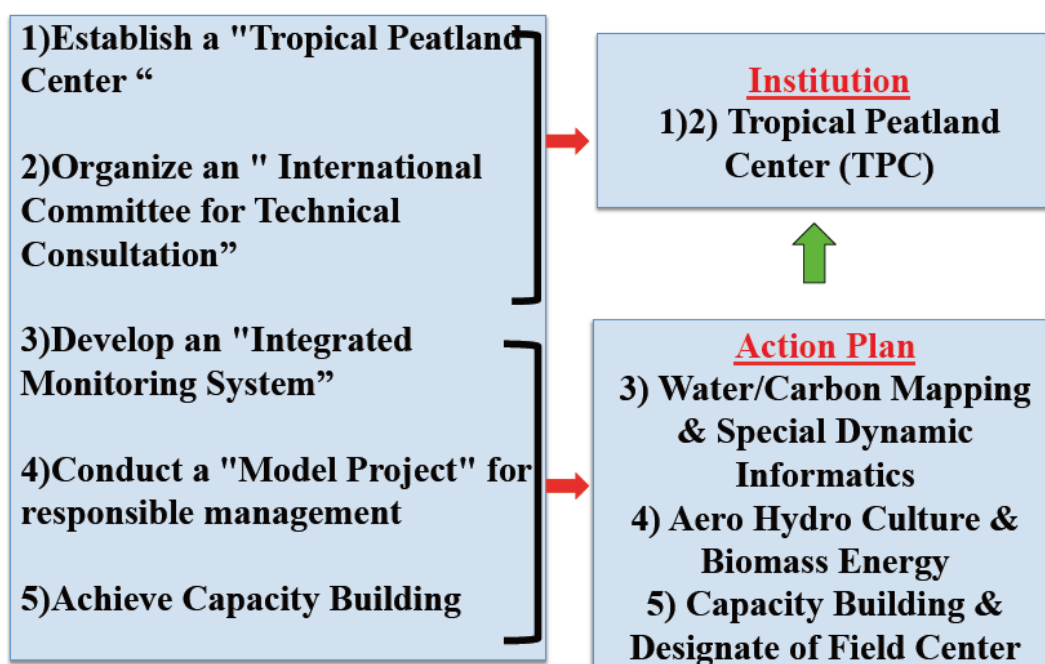 1)Establish a "Tropical Peatland
Center “
2)Organize an " International
Committee for Technical
Consultation”
3)Develop an "Integrated
Monitoring System”
4)Conduct a "Model Project" for
responsible management
5)Achieve Capacity Building
Institution
1)2) Tropical Peatland
Center (TPC)
Action Plan
3) Water/Carbon Mapping
& Special Dynamic
Informatics
4) Aero Hydro Culture &
Biomass Energy
5) Capacity Building &
Designate of Field Center